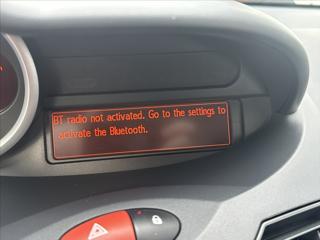 BT radio not activated. Go to the settings to
activate the Bluetooth.